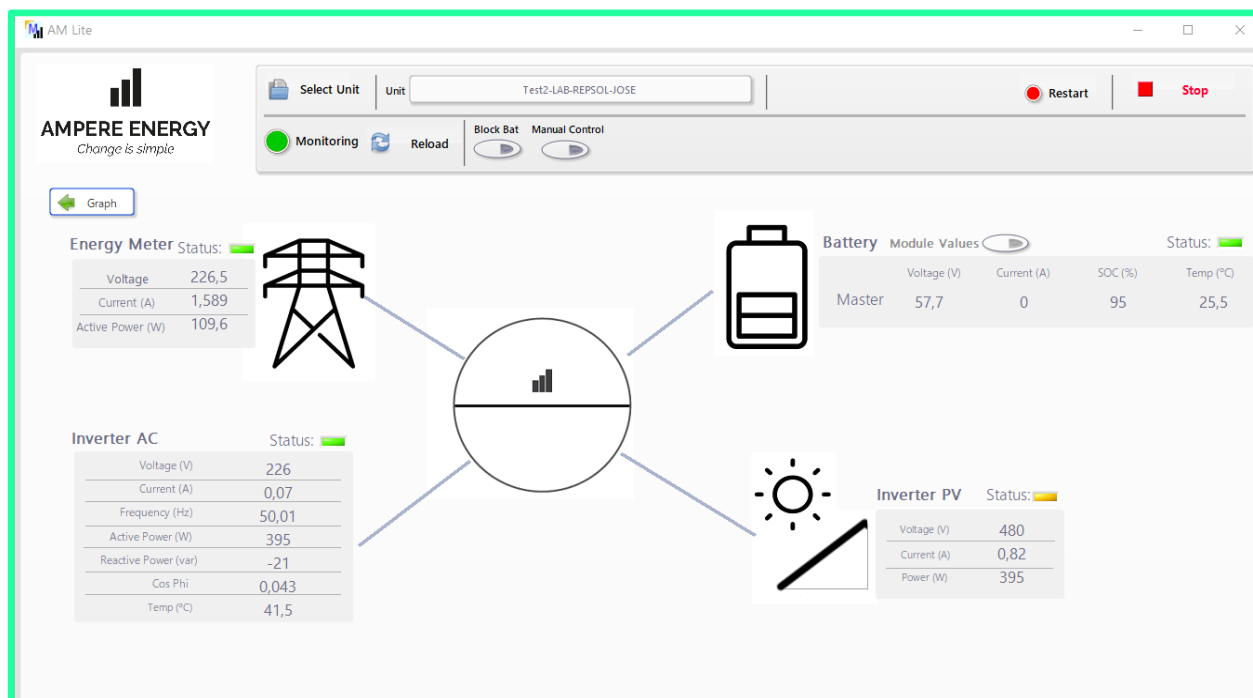 AM Lite
AMPERE ENERGY
Change is simple
Select Unit
Unit
Test2-LAB-REPSOL-JOSE
Restart
Stop
Monitoring
Reload
Block Bat
Manual Control
Graph
Energy Meter Status:
Voltage 226,5
Current (A) 1,589
Active Power (W) 109,6
Battery Module Values Status:
Voltage (V) Current (A) SOC (%) Temp (ºC)
Master 57,7 0 95 25,5
Inverter AC Status:
Voltage (V) 226
Current (A) 0,07
Frequency (Hz) 50,01
Active Power (W) 395
Reactive Power (var) -21
Cos Phi 0,043
Temp (ºC) 41,5
Inverter PV Status:
Voltage (V) 480
Current (A) 0,82
Power (W) 395